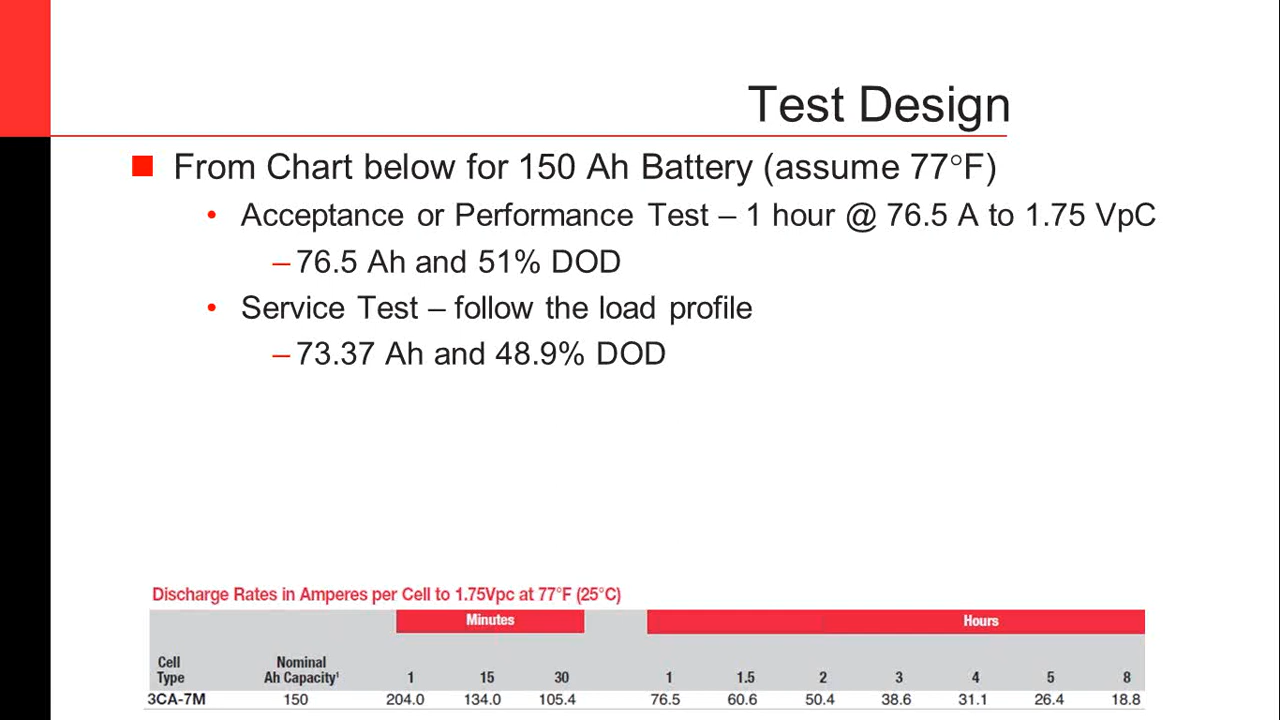 Test Design
From Chart below for 150 Ah Battery (assume 77°F)
• Acceptance or Performance Test – 1 hour @ 76.5 A to 1.75 VpC
– 76.5 Ah and 51% DOD
• Service Test – follow the load profile
– 73.37 Ah and 48.9% DOD
Discharge Rates in Amperes per Cell to 1.75Vpc at 77°F (25°C)
Minutes Hours
Cell Nominal
Type Ah Capacity¹ 1 15 30 1 1.5 2 3 4 5 8
3CA-7M 150 204.0 134.0 105.4 76.5 60.6 50.4 38.6 31.1 26.4 18.8